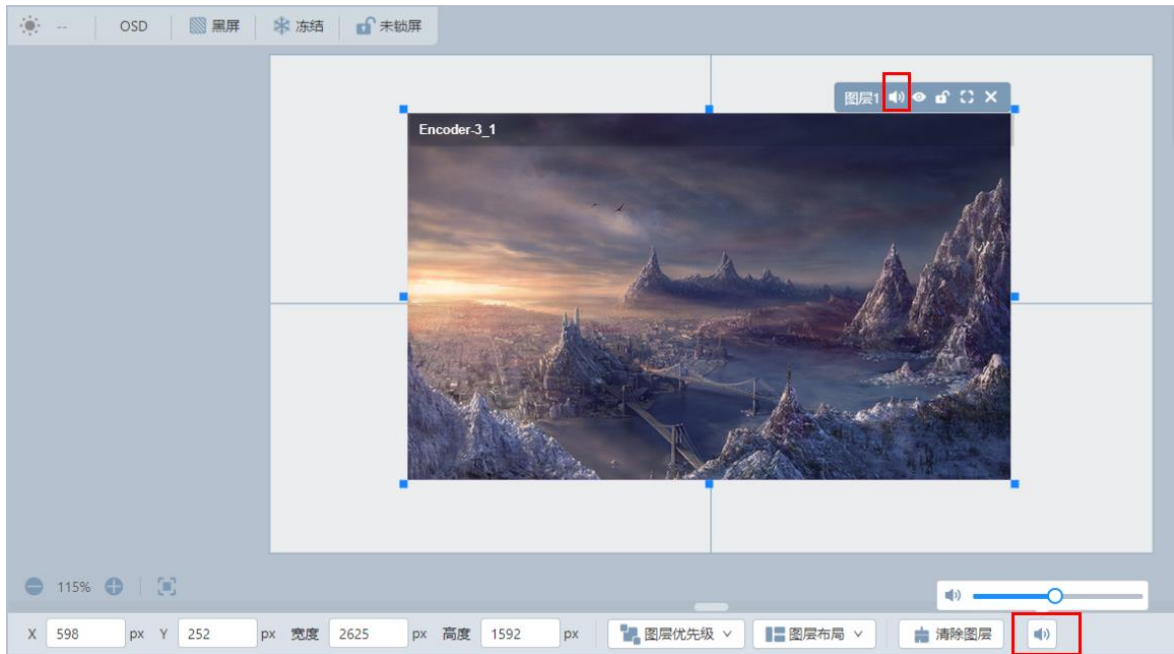 -- OSD 黑屏 冻结 未锁屏
图层1
Encoder-3_1
115%
X 598 px Y 252 px 宽度 2625 px 高度 1592 px 图层优先级 图层布局 清除图层